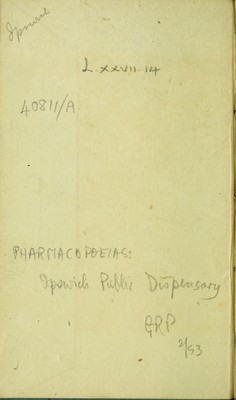 Ipswich
L xxvii 14
40811/A
PHARMACOPOEIAS:
Ipswich Public Dispensary
GRP
2/53